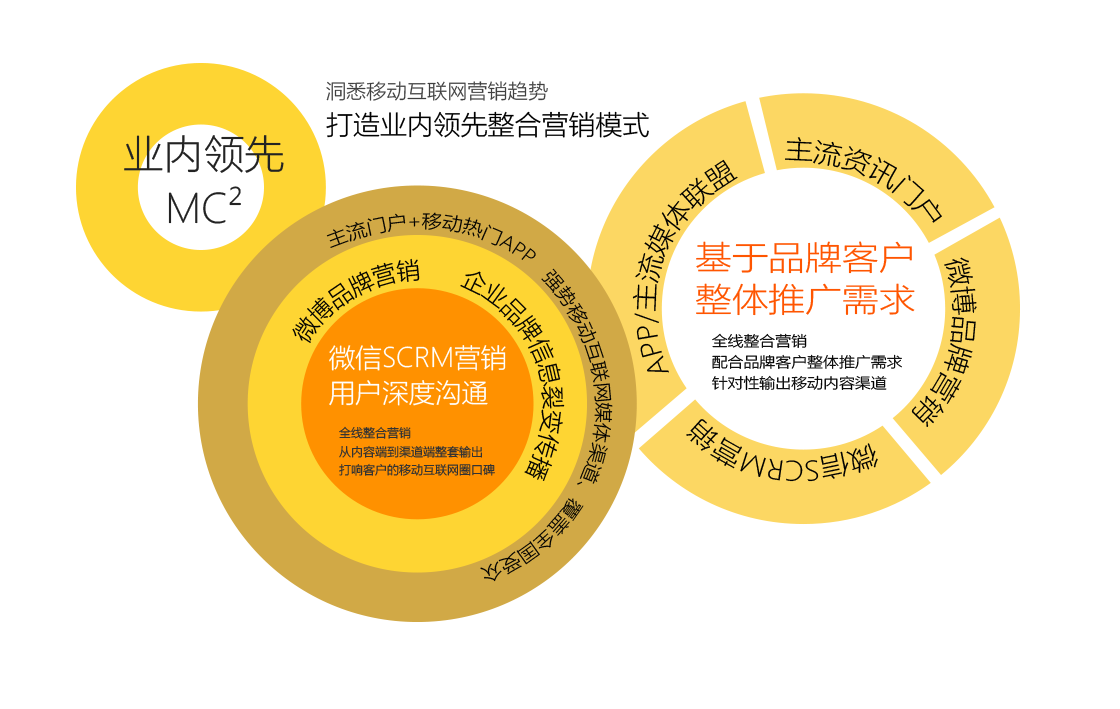 洞悉移动互联网营销趋势
打造业内领先整合营销模式
业内领先
MC²
主流门户+移动热门APP
强势移动互联网媒体渠道、覆盖全国受众
微博品牌营销
企业品牌信息裂变传播
微信SCRM营销
用户深度沟通
全线整合营销
从内容端到渠道端整套输出
打响客户的移动互联网圈口碑
APP/主流媒体联盟
主流资讯门户
微博品牌营销
微信SCRM营销
基于品牌客户
整体推广需求
全线整合营销
配合品牌客户整体推广需求
针对性输出移动内容渠道